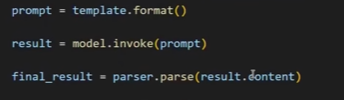 prompt = template.format()
result = model.invoke(prompt)
final_result = parser.parse(result.content)